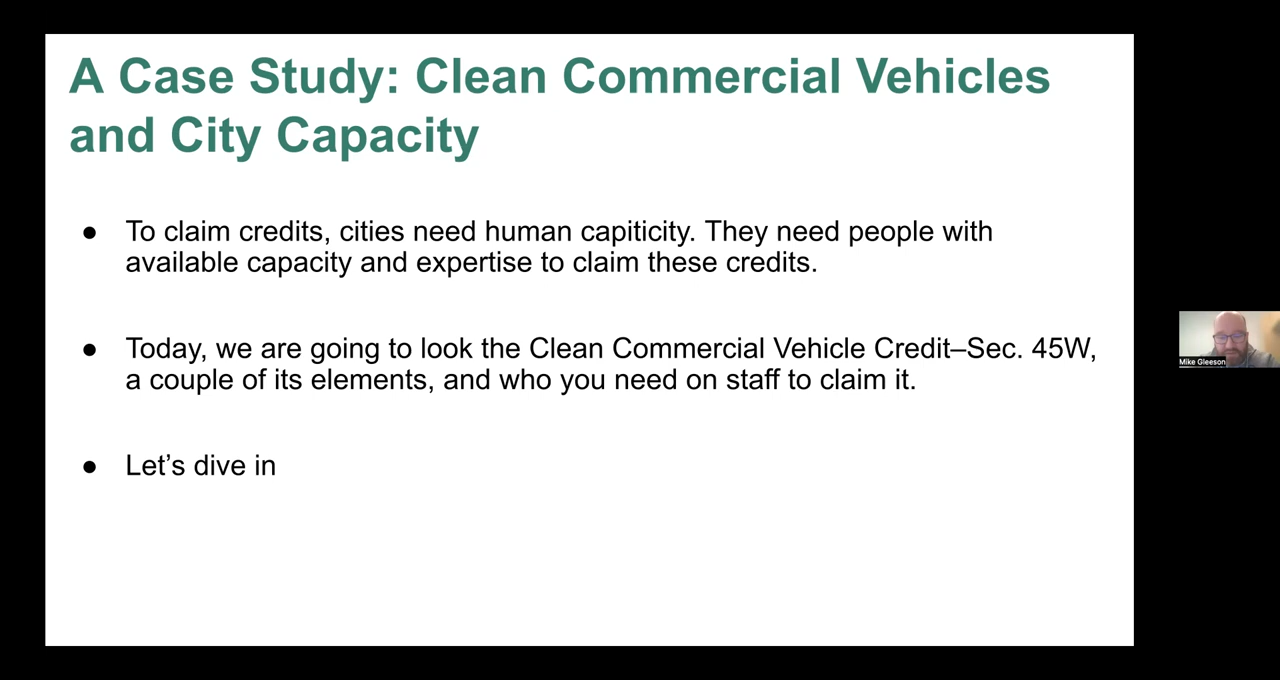 A Case Study: Clean Commercial Vehicles
and City Capacity
● To claim credits, cities need human capiticity. They need people with
available capacity and expertise to claim these credits.
● Today, we are going to look the Clean Commercial Vehicle Credit–Sec. 45W,
a couple of its elements, and who you need on staff to claim it.
● Let’s dive in
Mike Gleeson